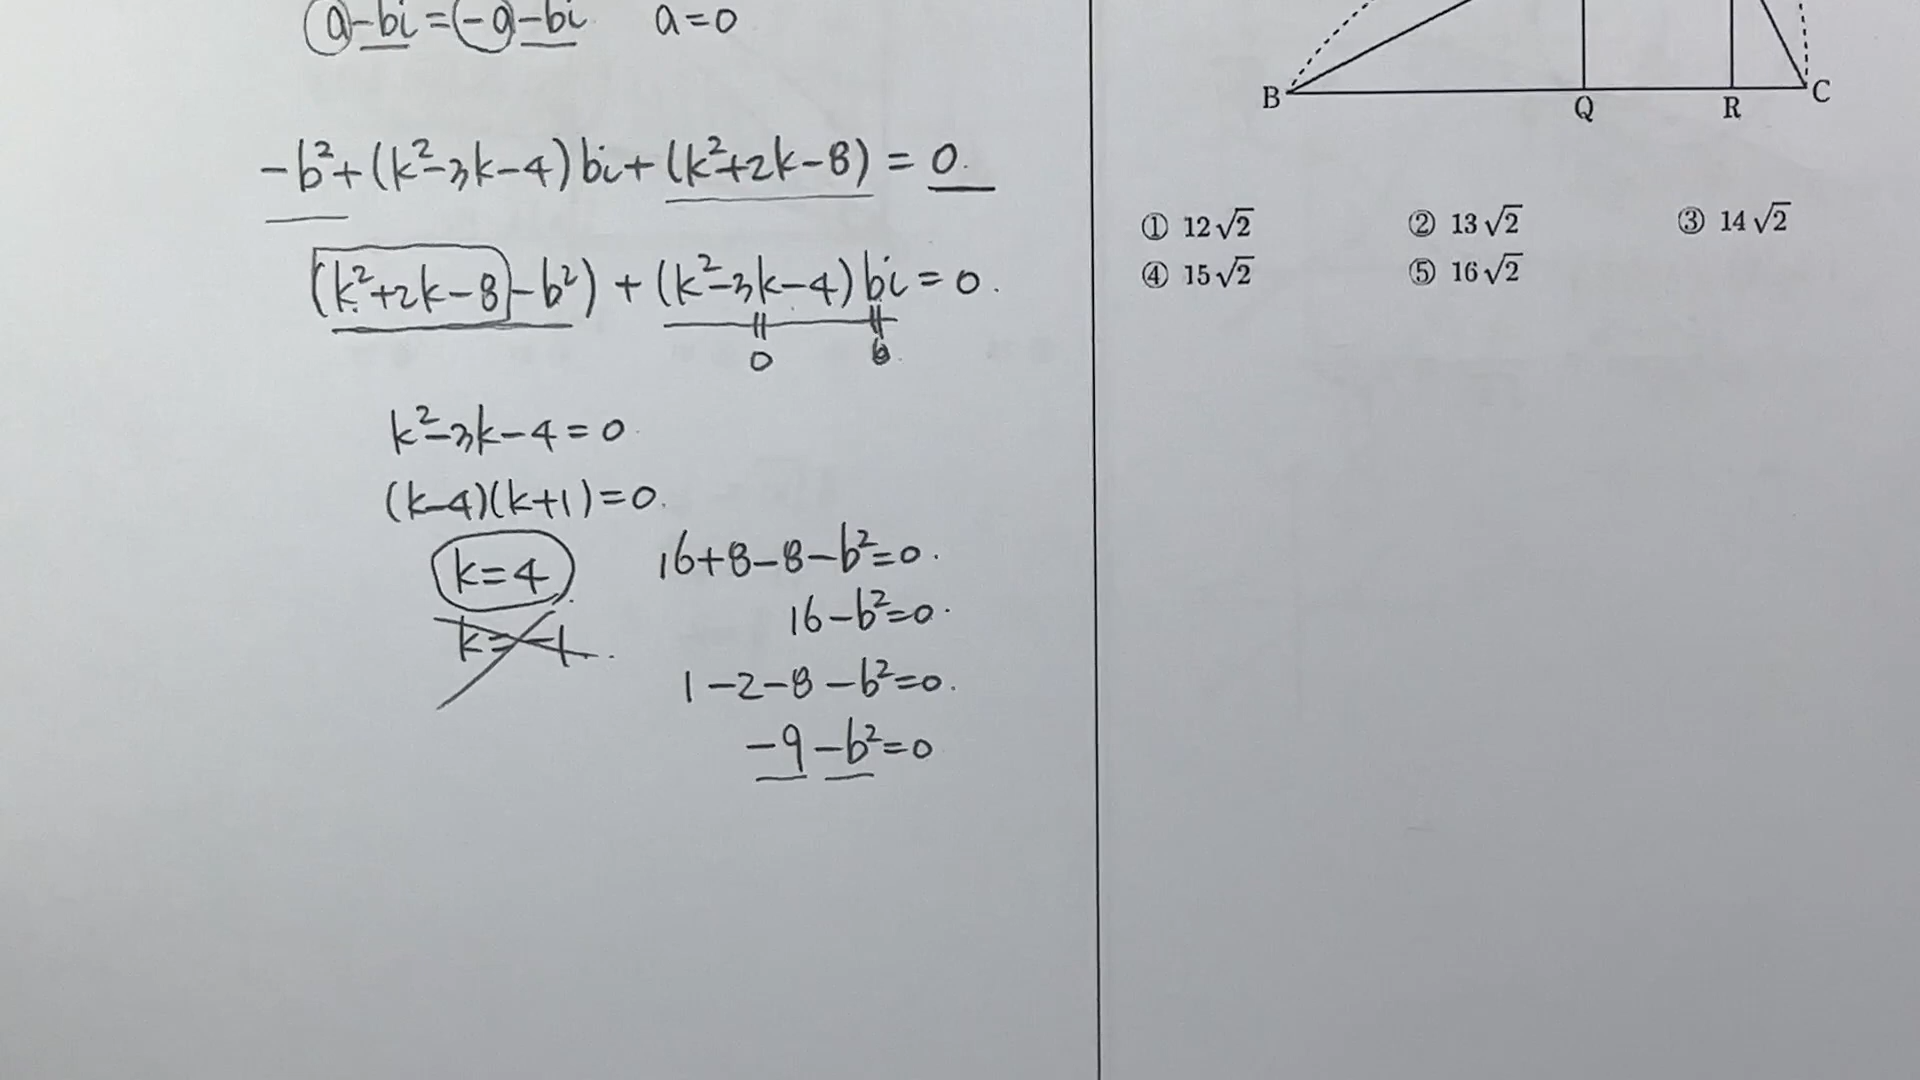 a-bi=-a-bi a=0
-b²+(k²-3k-4)bi+(k²+2k-8)=0.
(k²+2k-8-b²)+(k²-3k-4)bi=0.
0
k²-3k-4=0
(k-4)(k+1)=0.
k=4
k=-1.
16+8-8-b²=0.
16-b²=0.
1-2-8-b²=0.
-9-b²=0
B Q R C
① 12√2 ② 13√2 ③ 14√2
④ 15√2 ⑤ 16√2